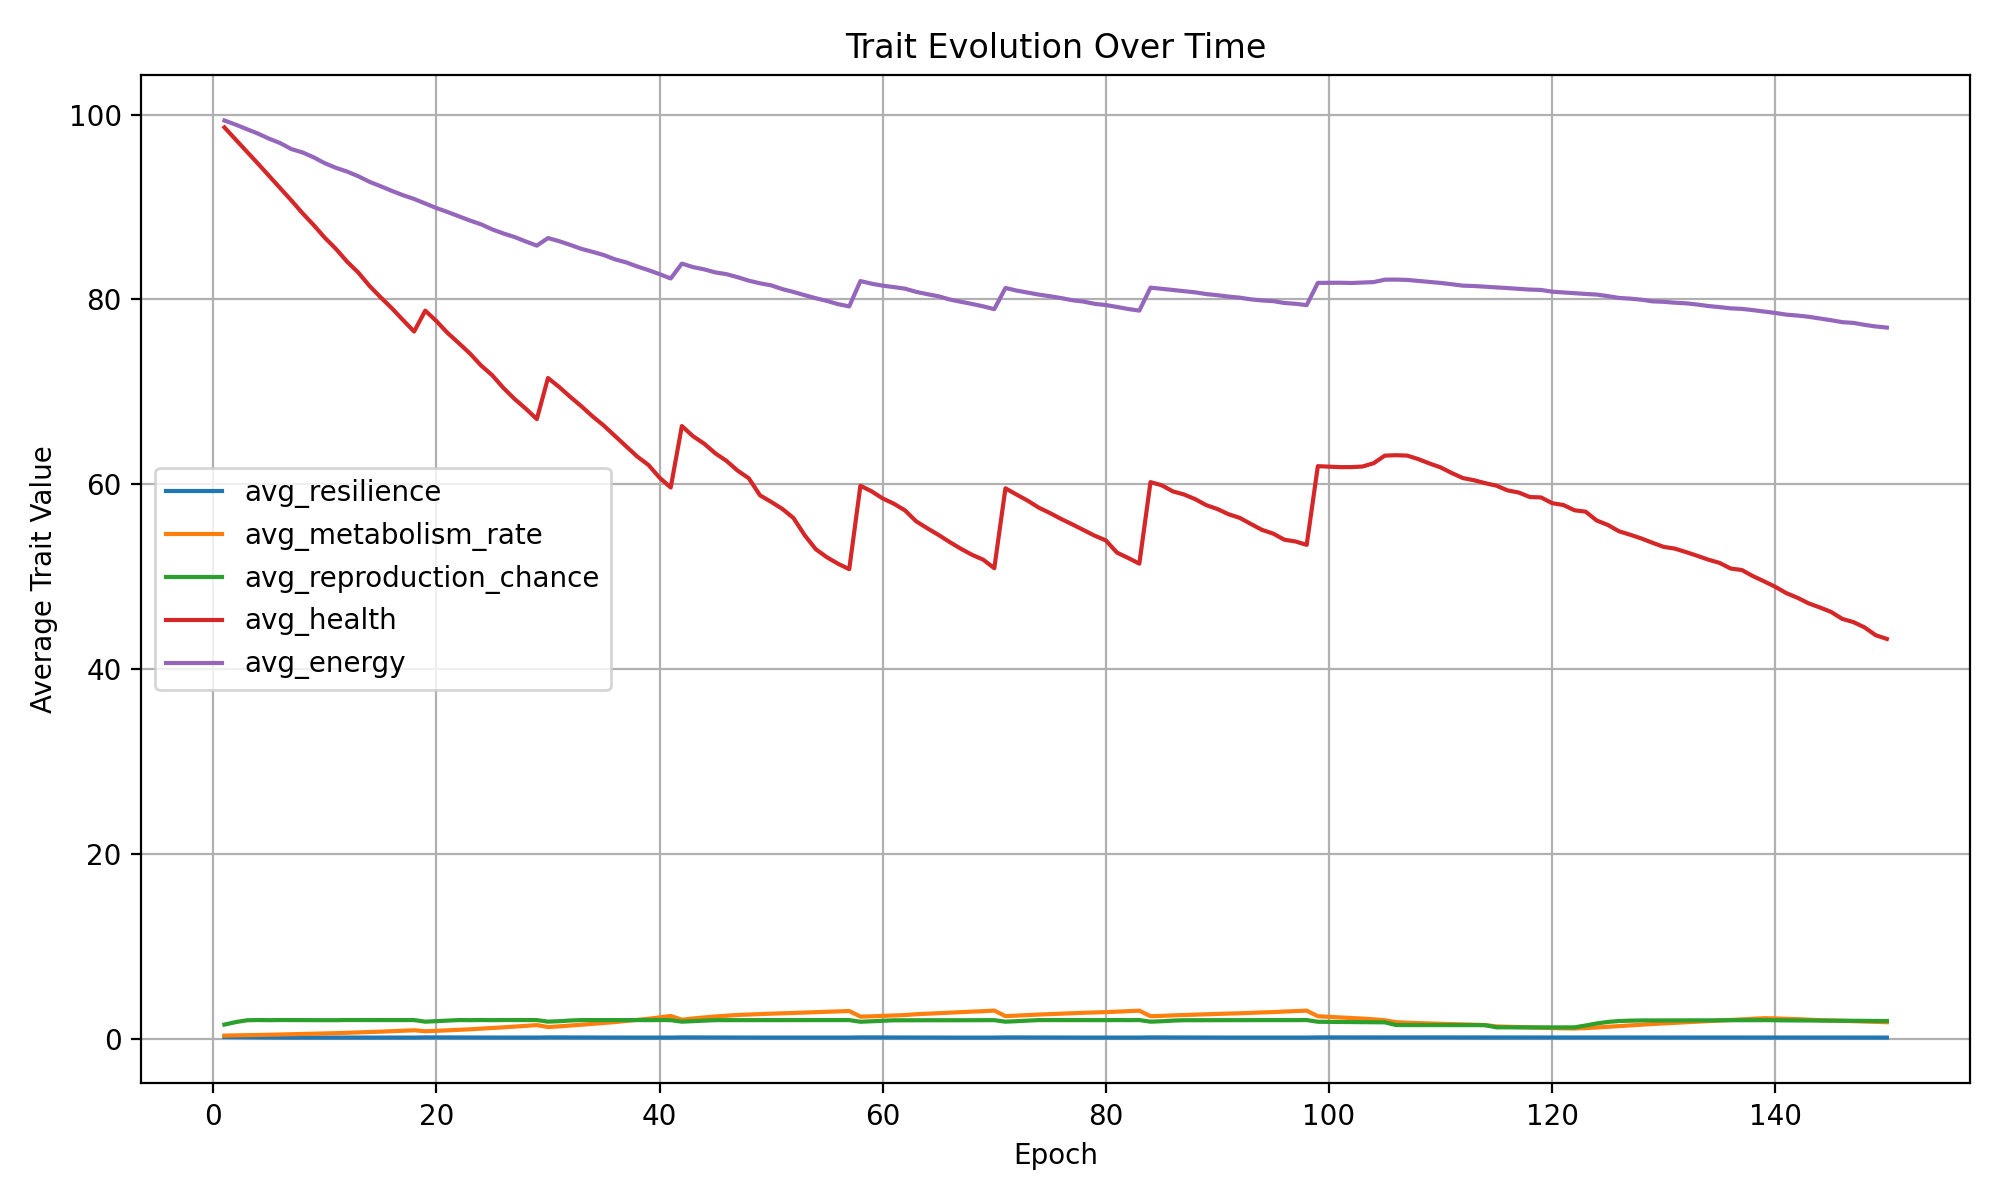 Trait Evolution Over Time
Average Trait Value
100
80
60
40
20
0
avg_resilience
avg_metabolism_rate
avg_reproduction_chance
avg_health
avg_energy
0 20 40 60 80 100 120 140
Epoch